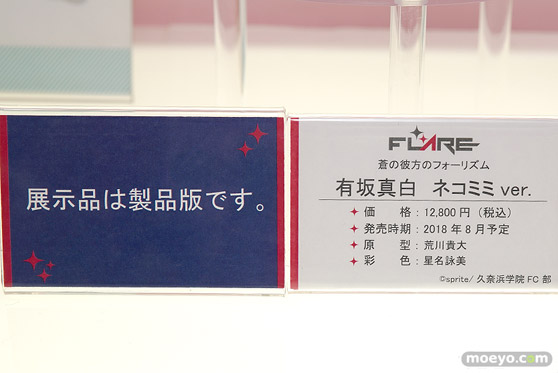 展示品は製品版です。
FLARE
蒼の彼方のフォーリズム
有坂真白 ネコミミ ver.
価 格：12,800円（税込）
発売時期：2018年8月予定
原 型：荒川貴大
彩 色：星名詠美
©sprite/久奈浜学院FC部
moeyo.com